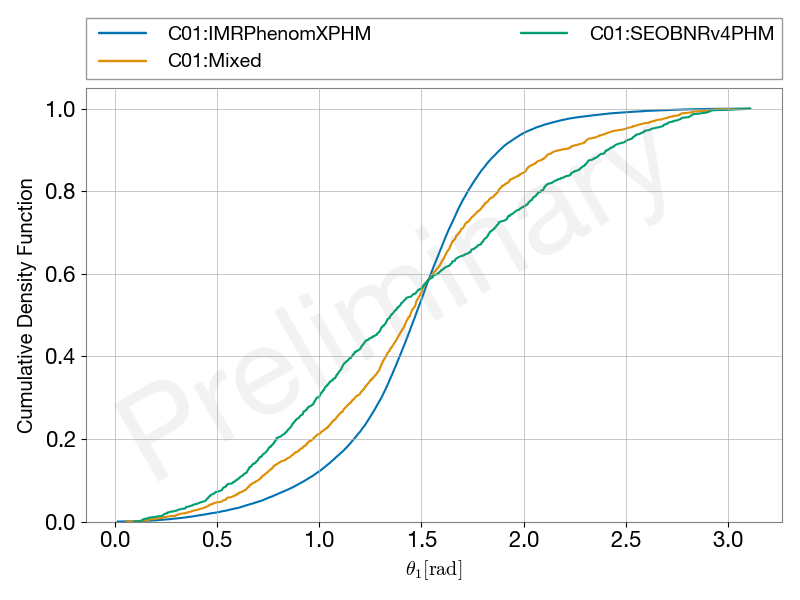 C01:IMRPhenomXPHM
C01:Mixed
C01:SEOBNRv4PHM
1.0
0.8
0.6
0.4
0.2
0.0
Cumulative Density Function
Preliminary
0.0 0.5 1.0 1.5 2.0 2.5 3.0
θ₁[rad]